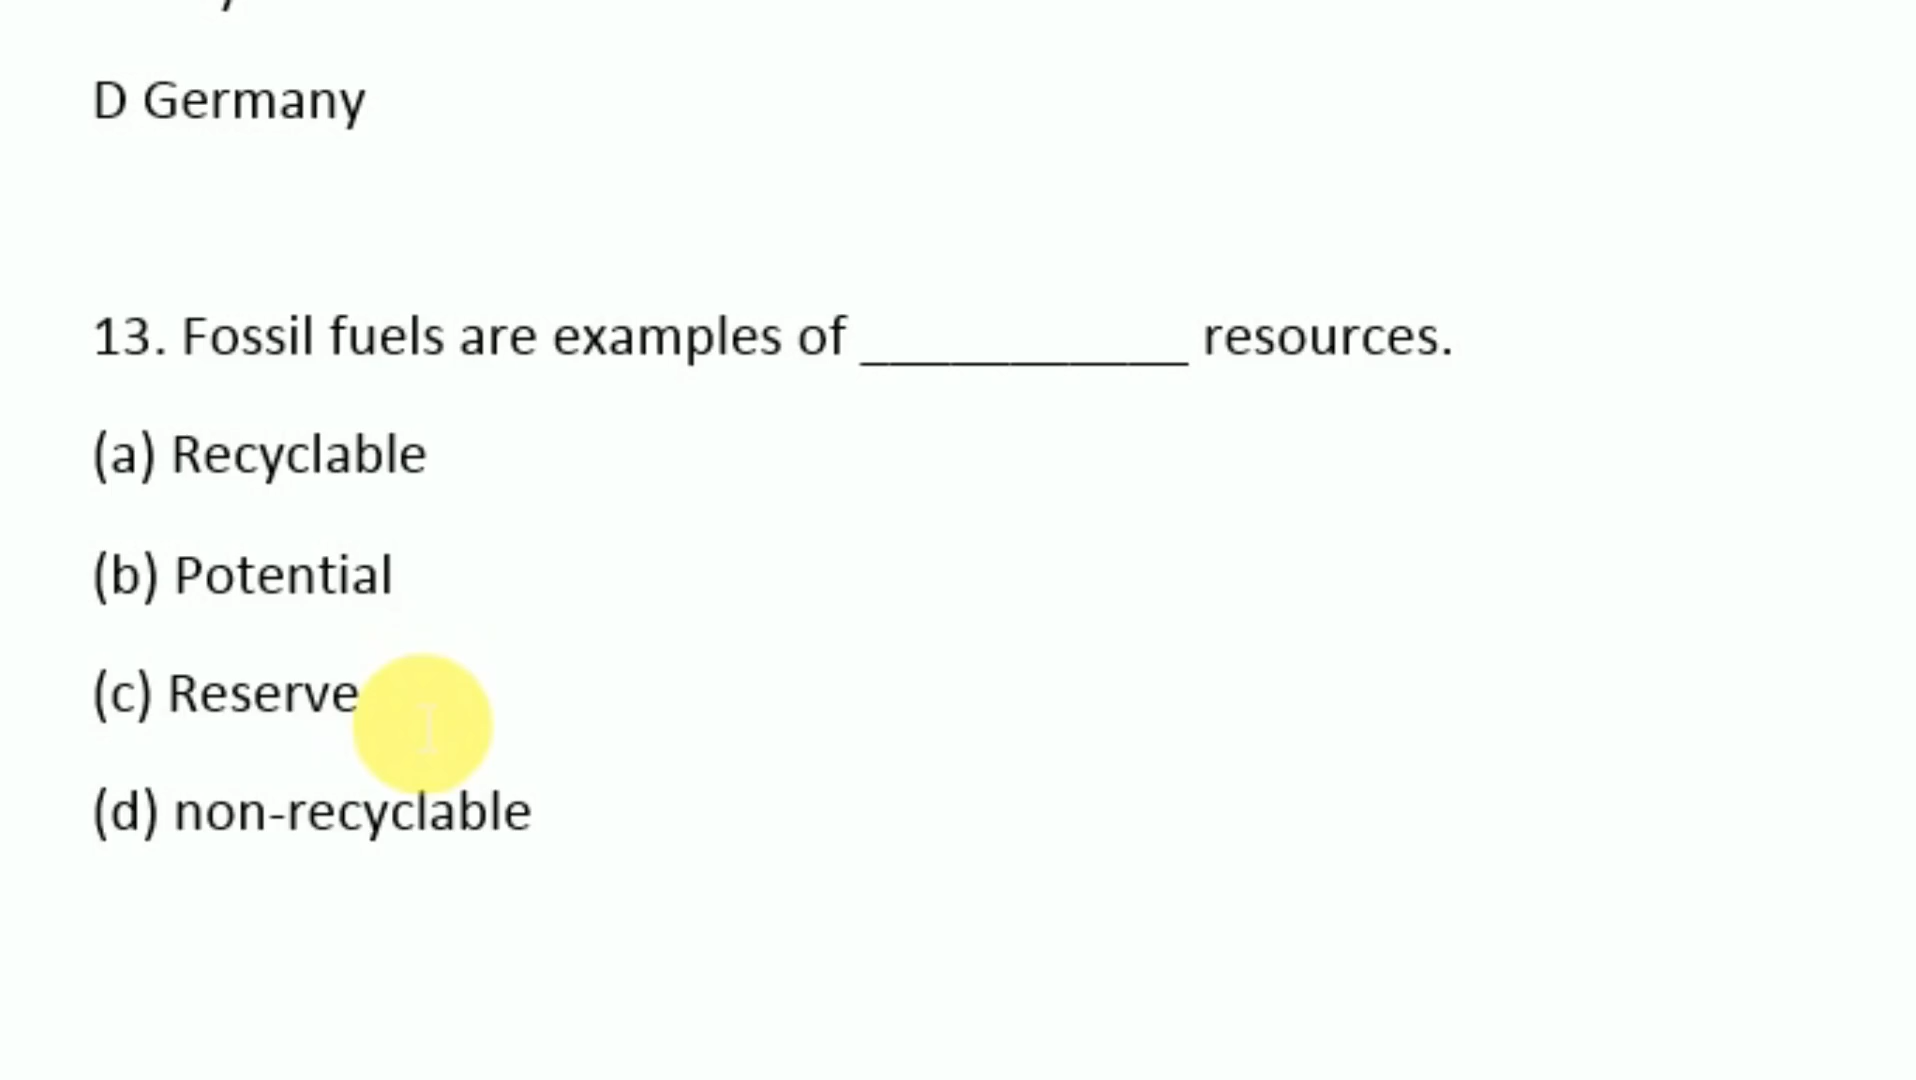 D Germany
13. Fossil fuels are examples of ___________ resources.
(a) Recyclable
(b) Potential
(c) Reserve
(d) non-recyclable